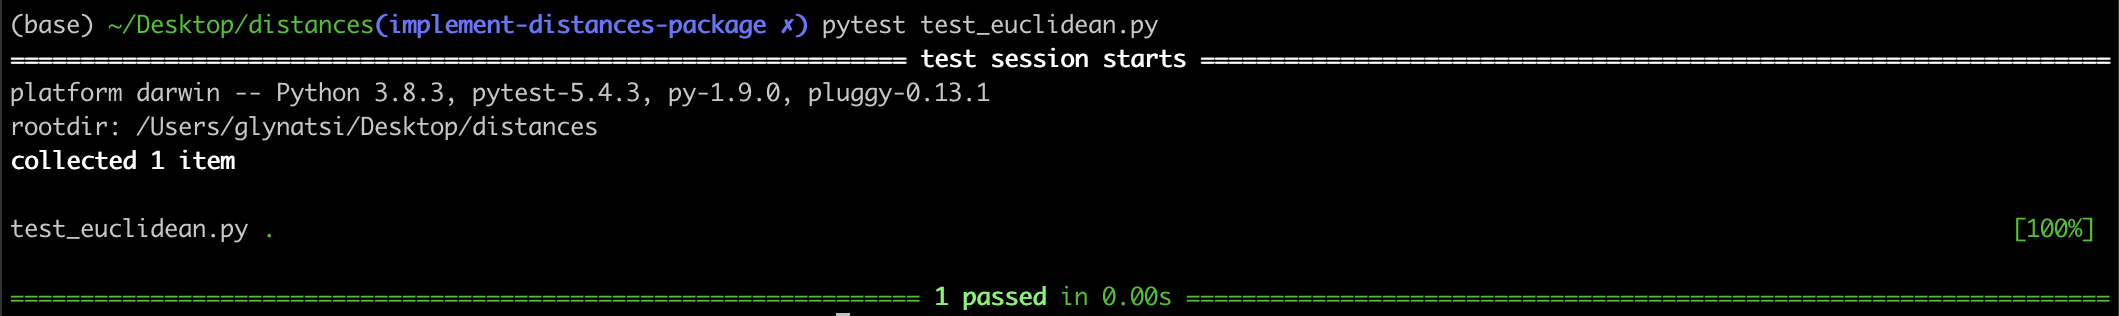 (base) ~/Desktop/distances(implement-distances-package ✗) pytest test_euclidean.py
================================================================ test session starts =================================================================
platform darwin -- Python 3.8.3, pytest-5.4.3, py-1.9.0, pluggy-0.13.1
rootdir: /Users/glynatsi/Desktop/distances
collected 1 item
test_euclidean.py . [100%]
================================================================= 1 passed in 0.00s ==================================================================